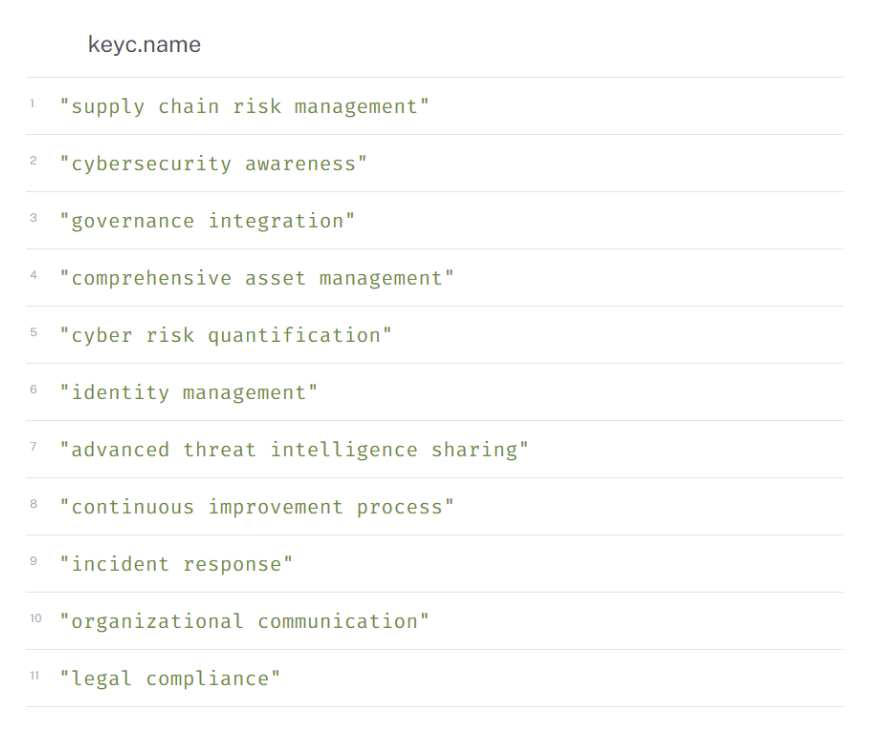 keyc.name
1 "supply chain risk management"
2 "cybersecurity awareness"
3 "governance integration"
4 "comprehensive asset management"
5 "cyber risk quantification"
6 "identity management"
7 "advanced threat intelligence sharing"
8 "continuous improvement process"
9 "incident response"
10 "organizational communication"
11 "legal compliance"